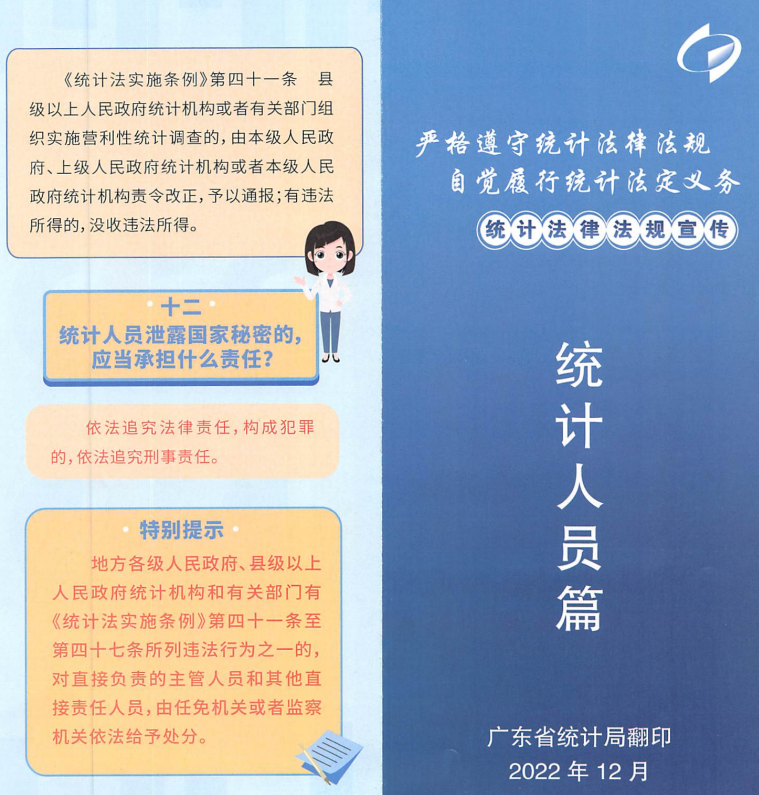 《统计法实施条例》第四十一条　县
级以上人民政府统计机构或者有关部门组
织实施营利性统计调查的，由本级人民政
府、上级人民政府统计机构或者本级人民
政府统计机构责令改正，予以通报；有违法
所得的，没收违法所得。
·十二·
统计人员泄露国家秘密的，
应当承担什么责任？
依法追究法律责任，构成犯罪
的，依法追究刑事责任。
·特别提示·
地方各级人民政府、县级以上
人民政府统计机构和有关部门有
《统计法实施条例》第四十一条至
第四十七条所列违法行为之一的，
对直接负责的主管人员和其他直
接责任人员，由任免机关或者监察
机关依法给予处分。
严格遵守统计法律法规
自觉履行统计法定义务
统计法律法规宣传
统计人员篇
广东省统计局翻印
2022 年 12 月